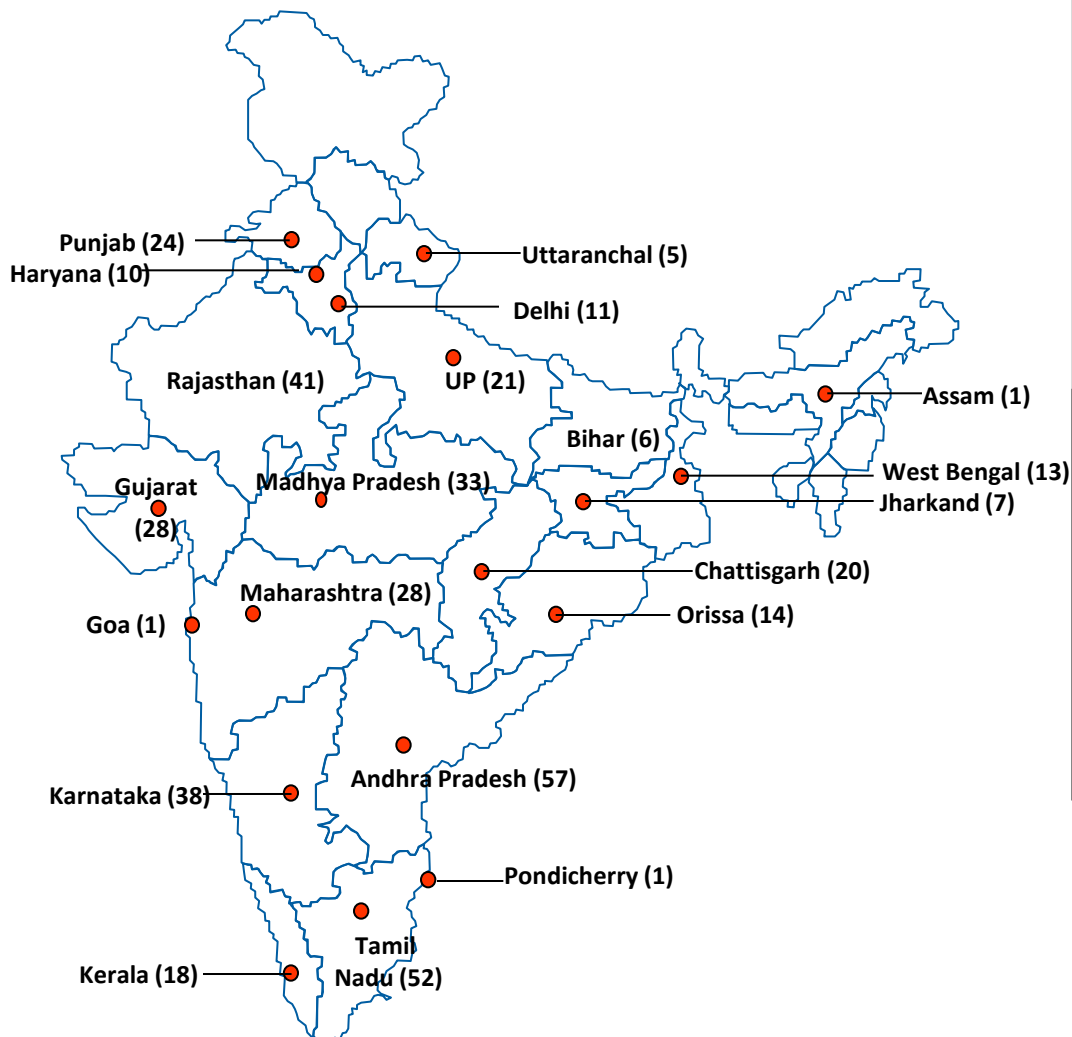 Punjab (24)
Uttaranchal (5)
Haryana (10)
Delhi (11)
Rajasthan (41)
UP (21)
Assam (1)
Bihar (6)
West Bengal (13)
Madhya Pradesh (33)
Gujarat
(28)
Jharkand (7)
Chattisgarh (20)
Maharashtra (28)
Orissa (14)
Goa (1)
Andhra Pradesh (57)
Karnataka (38)
Pondicherry (1)
Tamil
Nadu (52)
Kerala (18)